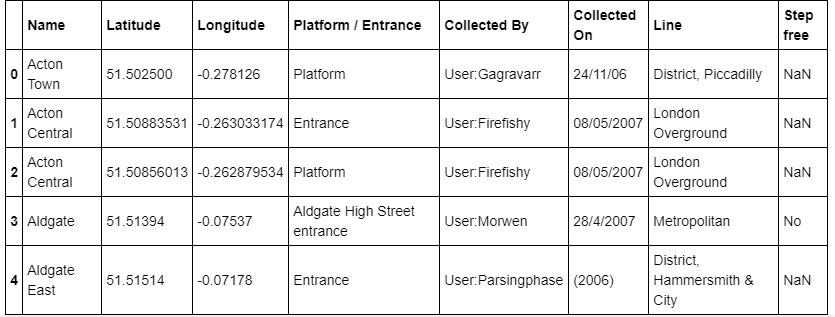 Name Latitude Longitude Platform / Entrance Collected By Collected On Line Step free
0 Acton Town 51.502500 -0.278126 Platform User:Gagravarr 24/11/06 District, Piccadilly NaN
1 Acton Central 51.50883531 -0.263033174 Entrance User:Firefishy 08/05/2007 London Overground NaN
2 Acton Central 51.50856013 -0.262879534 Platform User:Firefishy 08/05/2007 London Overground NaN
3 Aldgate 51.51394 -0.07537 Aldgate High Street entrance User:Morwen 28/4/2007 Metropolitan No
4 Aldgate East 51.51514 -0.07178 Entrance User:Parsingphase (2006) District, Hammersmith & City NaN